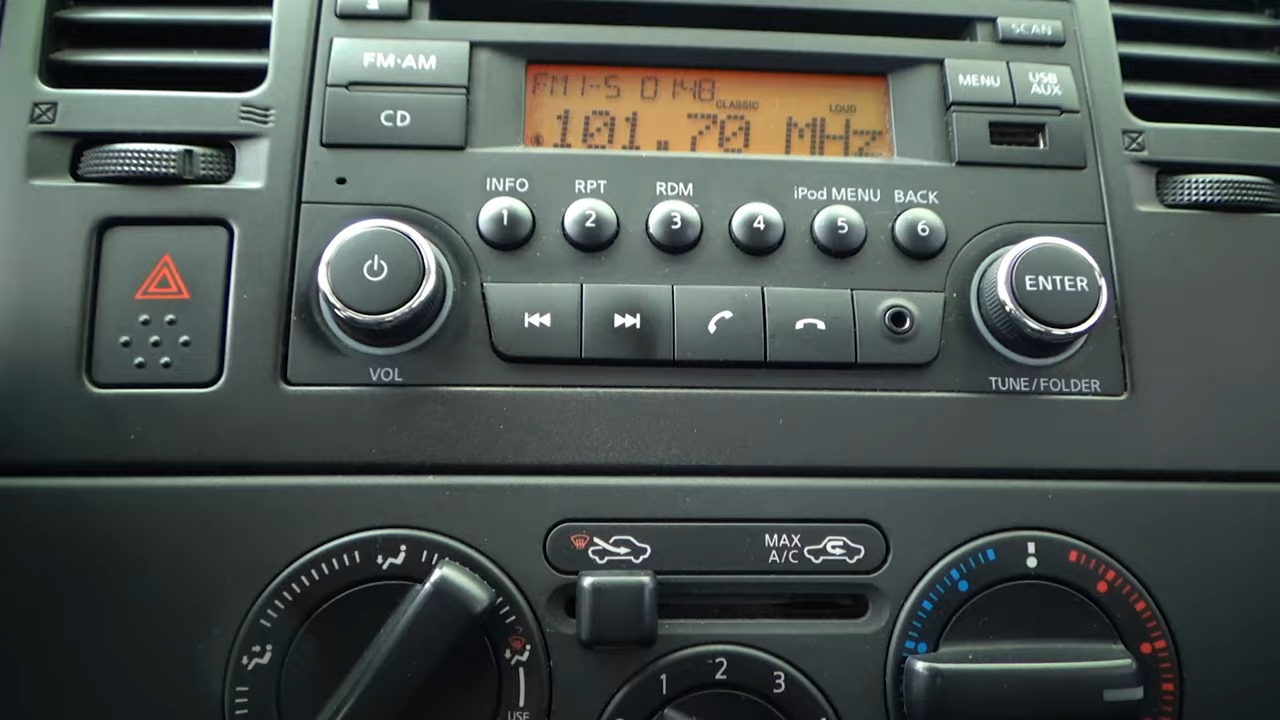 SCAN
FM·AM
CD
FM1-5 0148
CLASSIC
LOUD
101.70 MHz
MENU
USB
AUX
INFO
RPT
RDM
iPod MENU
BACK
1
2
3
4
5
6
ENTER
VOL
TUNE/FOLDER
MAX
A/C
1
2
3
USE